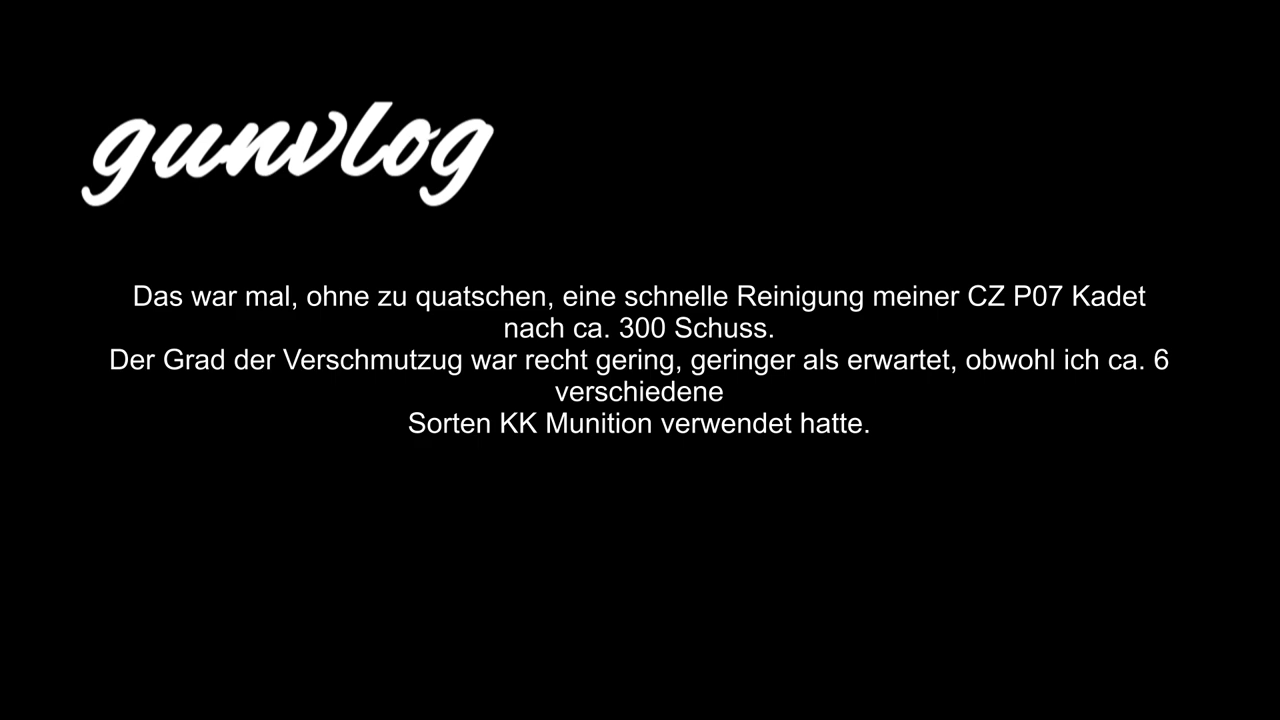 gunvlog
Das war mal, ohne zu quatschen, eine schnelle Reinigung meiner CZ P07 Kadet
nach ca. 300 Schuss.
Der Grad der Verschmutzug war recht gering, geringer als erwartet, obwohl ich ca. 6
verschiedene
Sorten KK Munition verwendet hatte.